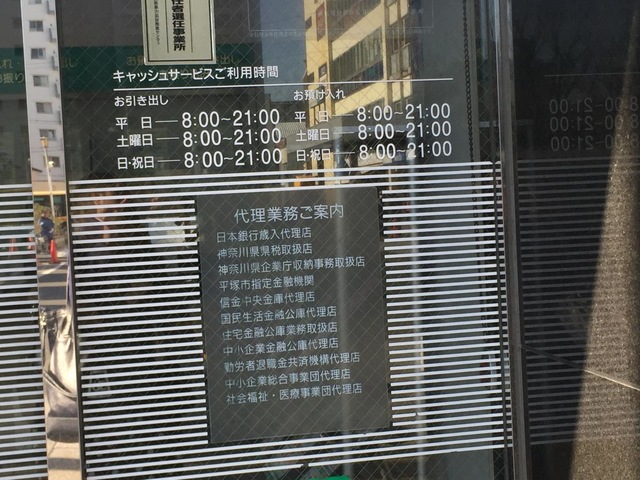 任者選任事業所
キャッシュサービスご利用時間
お引き出し
お預け入れ
平 日—8:00~21:00
平 日—8:00~21:00
土曜日—8:00~21:00
土曜日—8:00~21:00
日・祝日—8:00~21:00
日・祝日—8:00~21:00
代理業務ご案内
日本銀行歳入代理店
神奈川県県税取扱店
神奈川県企業庁収納事務取扱店
平塚市指定金融機関
信金中央金庫代理店
国民生活金融公庫代理店
住宅金融公庫業務取扱店
中小企業金融公庫代理店
勤労者退職金共済機構代理店
中小企業総合事業団代理店
社会福祉・医療事業団代理店